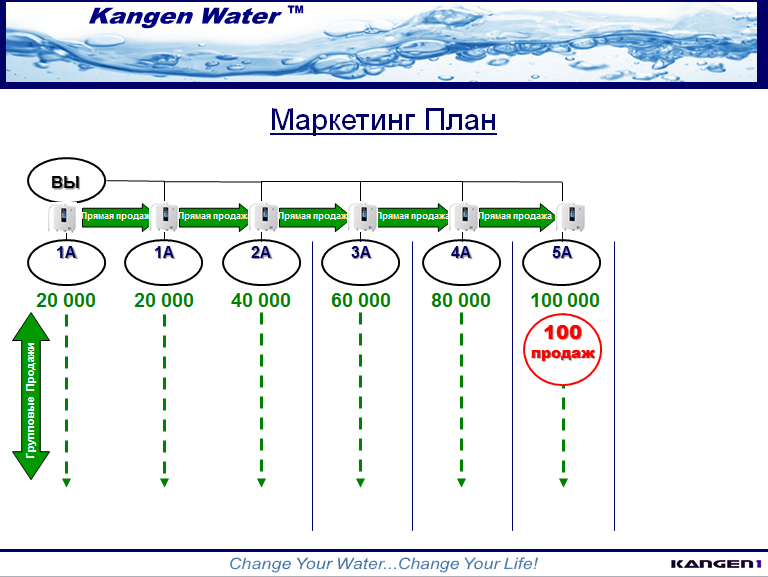 Kangen Water ™
Маркетинг План
ВЫ
Прямая продажа Прямая продажа Прямая продажа Прямая продажа Прямая продажа
1А 1А 2А 3А 4А 5А
20 000 20 000 40 000 60 000 80 000 100 000
100
продаж
Групповые Продажи
Change Your Water...Change Your Life!
KANGEN1